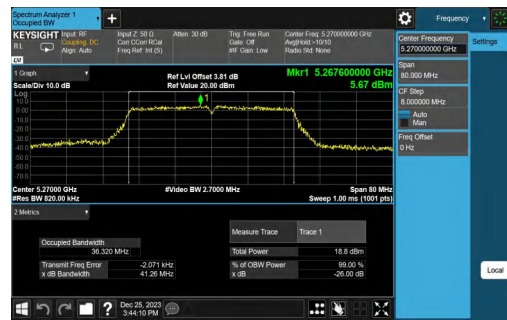 Spectrum Analyzer 1
Occupied BW
+
Frequency
Settings
KEYSIGHT
R L
LV
Input: RF
Coupling: DC
Align: Auto
Input Z: 50 Ω
Corr CCorr RCal
Freq Ref: Int (S)
Atten: 30 dB
Trig: Free Run
Gate: Off
#IF Gain: Low
Center Freq: 5.270000000 GHz
Avg|Hold:>10/10
Radio Std: None
Center Frequency
5.270000000 GHz
Span
80.000 MHz
CF Step
8.000000 MHz
Auto
Man
Freq Offset
0 Hz
Local
1 Graph
Scale/Div 10.0 dB
Ref Lvl Offset 3.81 dB
Ref Value 20.00 dBm
Mkr1 5.267600000 GHz
5.67 dBm
Log
10.0
0.00
-10.0
-20.0
-30.0
-40.0
-50.0
-60.0
-70.0
1
Center 5.27000 GHz
#Res BW 820.00 kHz
#Video BW 2.7000 MHz
Span 80 MHz
Sweep 1.00 ms (1001 pts)
2 Metrics
Measure Trace
Trace 1
Occupied Bandwidth
36.320 MHz
Total Power
18.8 dBm
Transmit Freq Error
-2.071 kHz
% of OBW Power
99.00 %
x dB Bandwidth
41.26 MHz
x dB
-26.00 dB
?
Dec 25, 2023
3:44:10 PM